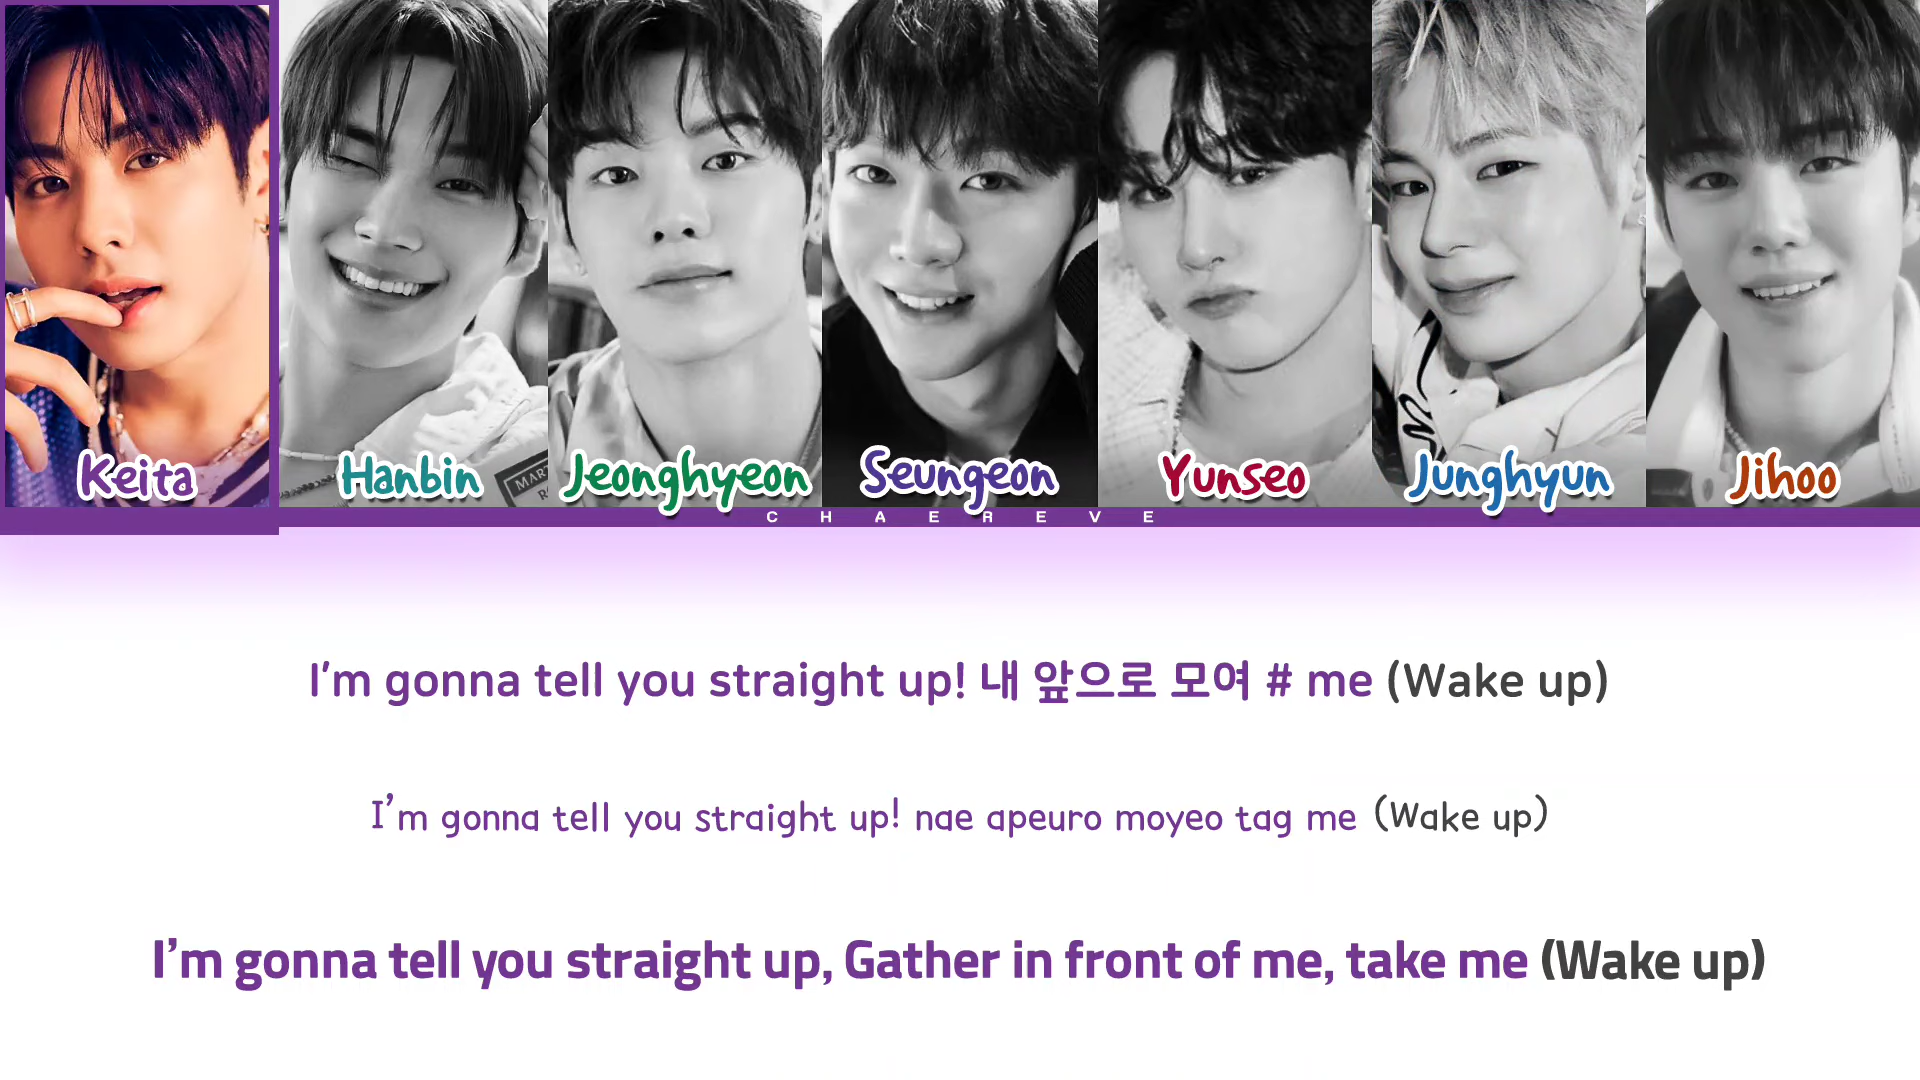 Keita Hanbin Jeonghyeon Seungeon Yunseo Junghyun Jihoo
CHAEREVE
I'm gonna tell you straight up! 내 앞으로 모여 # me (Wake up)
I'm gonna tell you straight up! nae apeuro moyeo tag me (Wake up)
I'm gonna tell you straight up, Gather in front of me, take me (Wake up)